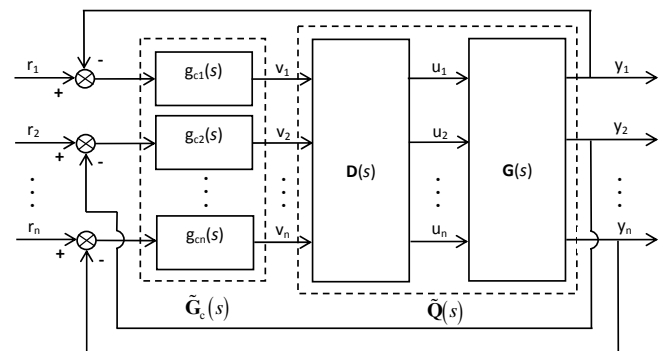 r1 + - gc1(s) v1 u1 y1
r2 + - gc2(s) v2 D(s) u2 G(s) y2
rn + - gcn(s) vn un yn
G̃c(s) Q̃(s)